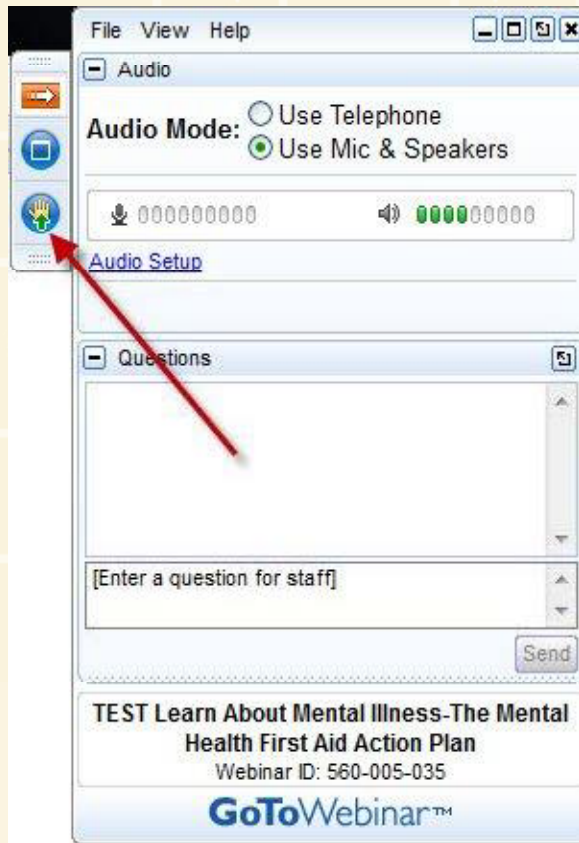 File View Help
Audio
Audio Mode: Use Telephone
Use Mic & Speakers
Audio Setup
Questions
[Enter a question for staff]
Send
TEST Learn About Mental Illness-The Mental
Health First Aid Action Plan
Webinar ID: 560-005-035
GoToWebinar™